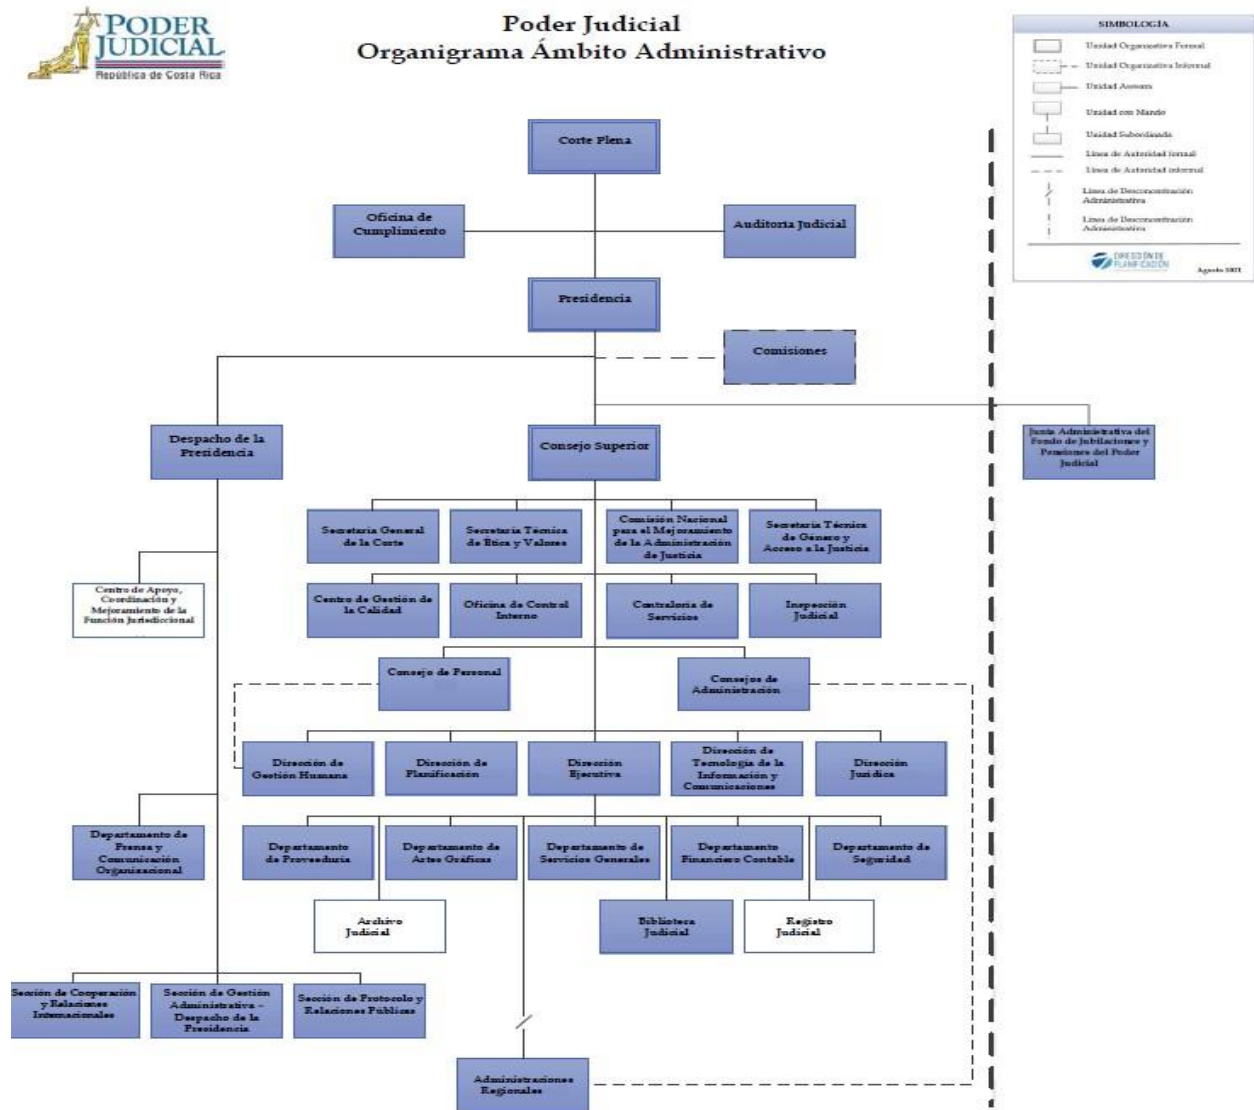 PODER
JUDICIAL
República de Costa Rica
Poder Judicial
Organigrama Ámbito Administrativo
SIMBOLOGÍA
Unidad Organizativa Formal
Unidad Organizativa Informal
Unidad Asesora
Unidad con Mando
Unidad Subordinada
Línea de Autoridad formal
Línea de Autoridad informal
Línea de Desconcentración
Administrativa
Línea de Desconcentración
Administrativa
DIRECCIÓN DE
PLANIFICACIÓN
Agosto 2021
Corte Plena
Oficina de
Cumplimiento
Auditoría Judicial
Presidencia
Comisiones
Despacho de la
Presidencia
Consejo Superior
Junta Administrativa del
Fondo de Jubilaciones y
Pensiones del Poder
Judicial
Secretaría General
de la Corte
Secretaría Técnica
de Ética y Valores
Comisión Nacional
para el Mejoramiento
de la Administración
de Justicia
Secretaría Técnica
de Género y
Acceso a la Justicia
Centro de Apoyo,
Coordinación y
Mejoramiento de la
Función Jurisdiccional
Centro de Gestión de
la Calidad
Oficina de Control
Interno
Contraloría de
Servicios
Inspección
Judicial
Consejo de Personal
Consejos de
Administración
Dirección de
Gestión Humana
Dirección de
Planificación
Dirección
Ejecutiva
Dirección de
Tecnología de la
Información y
Comunicaciones
Dirección
Jurídica
Departamento de
Prensa y
Comunicación
Organizacional
Departamento
de Proveeduría
Departamento de
Artes Gráficas
Departamento de
Servicios Generales
Departamento
Financiero Contable
Departamento de
Seguridad
Archivo
Judicial
Biblioteca
Judicial
Registro
Judicial
Sección de Cooperación
y Relaciones
Internacionales
Sección de Gestión
Administrativa –
Despacho de la
Presidencia
Sección de Protocolo y
Relaciones Públicas
Administraciones
Regionales